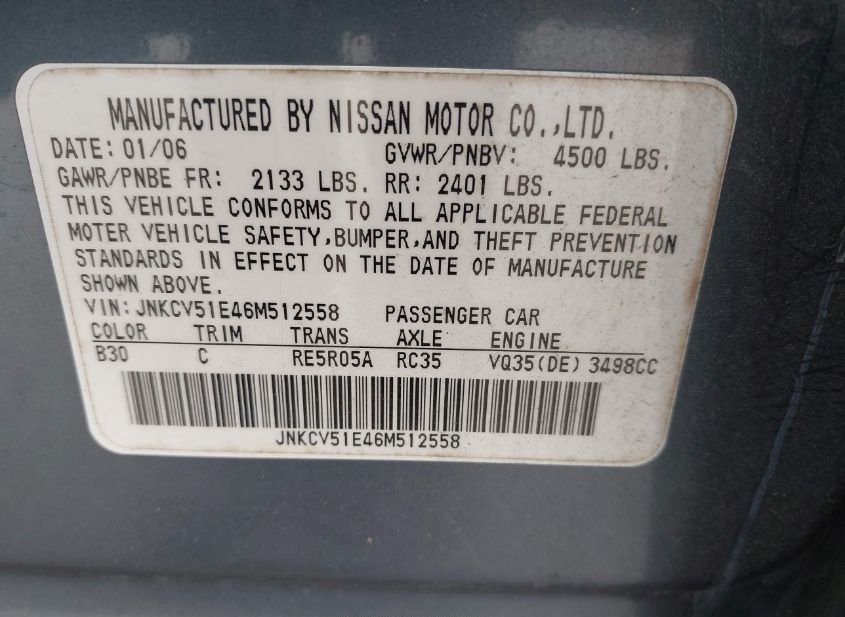 MANUFACTURED BY NISSAN MOTOR CO.,LTD.
DATE: 01/06 GVWR/PNBV: 4500 LBS.
GAWR/PNBE FR: 2133 LBS. RR: 2401 LBS.
THIS VEHICLE CONFORMS TO ALL APPLICABLE FEDERAL
MOTER VEHICLE SAFETY,BUMPER,AND THEFT PREVENTION
STANDARDS IN EFFECT ON THE DATE OF MANUFACTURE
SHOWN ABOVE.
VIN: JNKCV51E46M512558 PASSENGER CAR
COLOR TRIM TRANS AXLE ENGINE
B30 C RE5R05A RC35 VQ35(DE) 3498CC
JNKCV51E46M512558